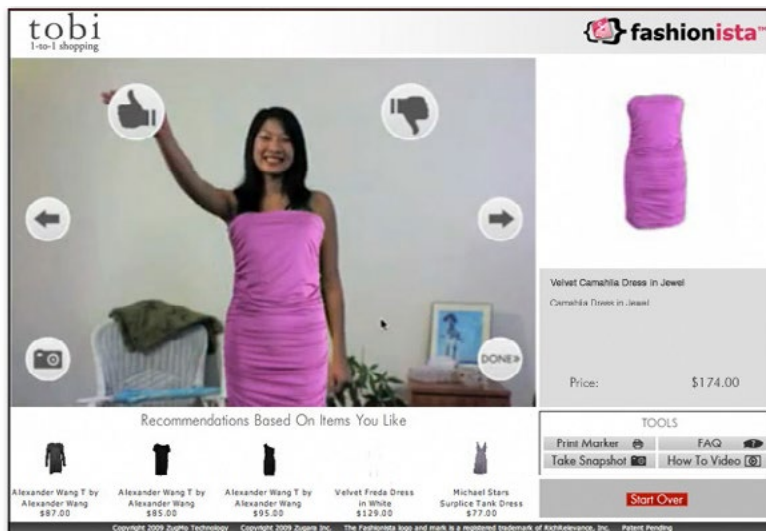 tobi
1-to-1 shopping
fashionista™
DONE»
Velvet Camahlia Dress in Jewel
Camahlia Dress in Jewel
Price: $174.00
Recommendations Based On Items You Like
TOOLS
Print Marker
FAQ
Take Snapshot
How To Video
Start Over
Alexander Wang T by
Alexander Wang
$87.00
Alexander Wang T by
Alexander Wang
$85.00
Alexander Wang T by
Alexander Wang
$95.00
Velvet Freda Dress
in White
$129.00
Michael Stars
Surplice Tank Dress
$77.00
Copyright 2009 ZugMo Technology Copyright 2009 Zugara Inc. The Fashionista logo and mark is a registered trademark of RichRelevance, Inc. Patent Pending